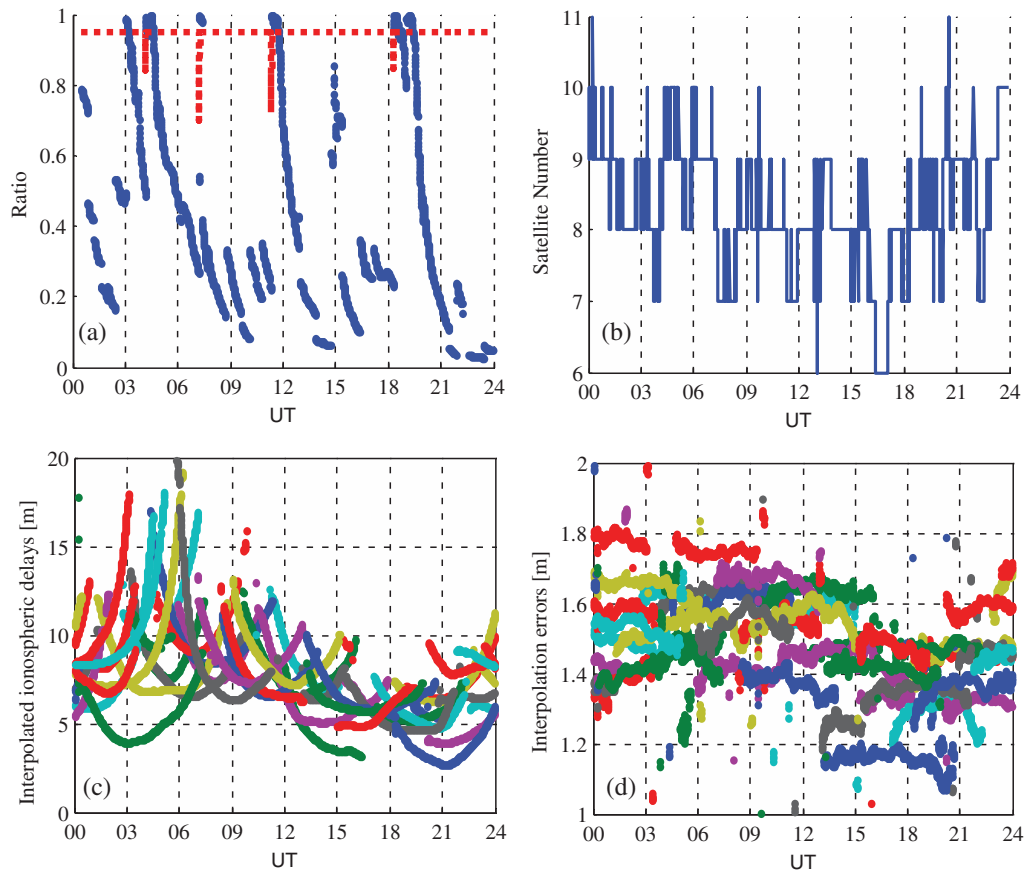 1
0.8
0.6
0.4
0.2
0
Ratio
(a)
00 03 06 09 12 15 18 21 24
UT
11
10
9
8
7
6
Satellite Number
(b)
00 03 06 09 12 15 18 21 24
UT
20
15
10
5
0
Interpolated ionospheric delays [m]
(c)
00 03 06 09 12 15 18 21 24
UT
2
1.8
1.6
1.4
1.2
1
Interpolation errors [m]
(d)
00 03 06 09 12 15 18 21 24
UT